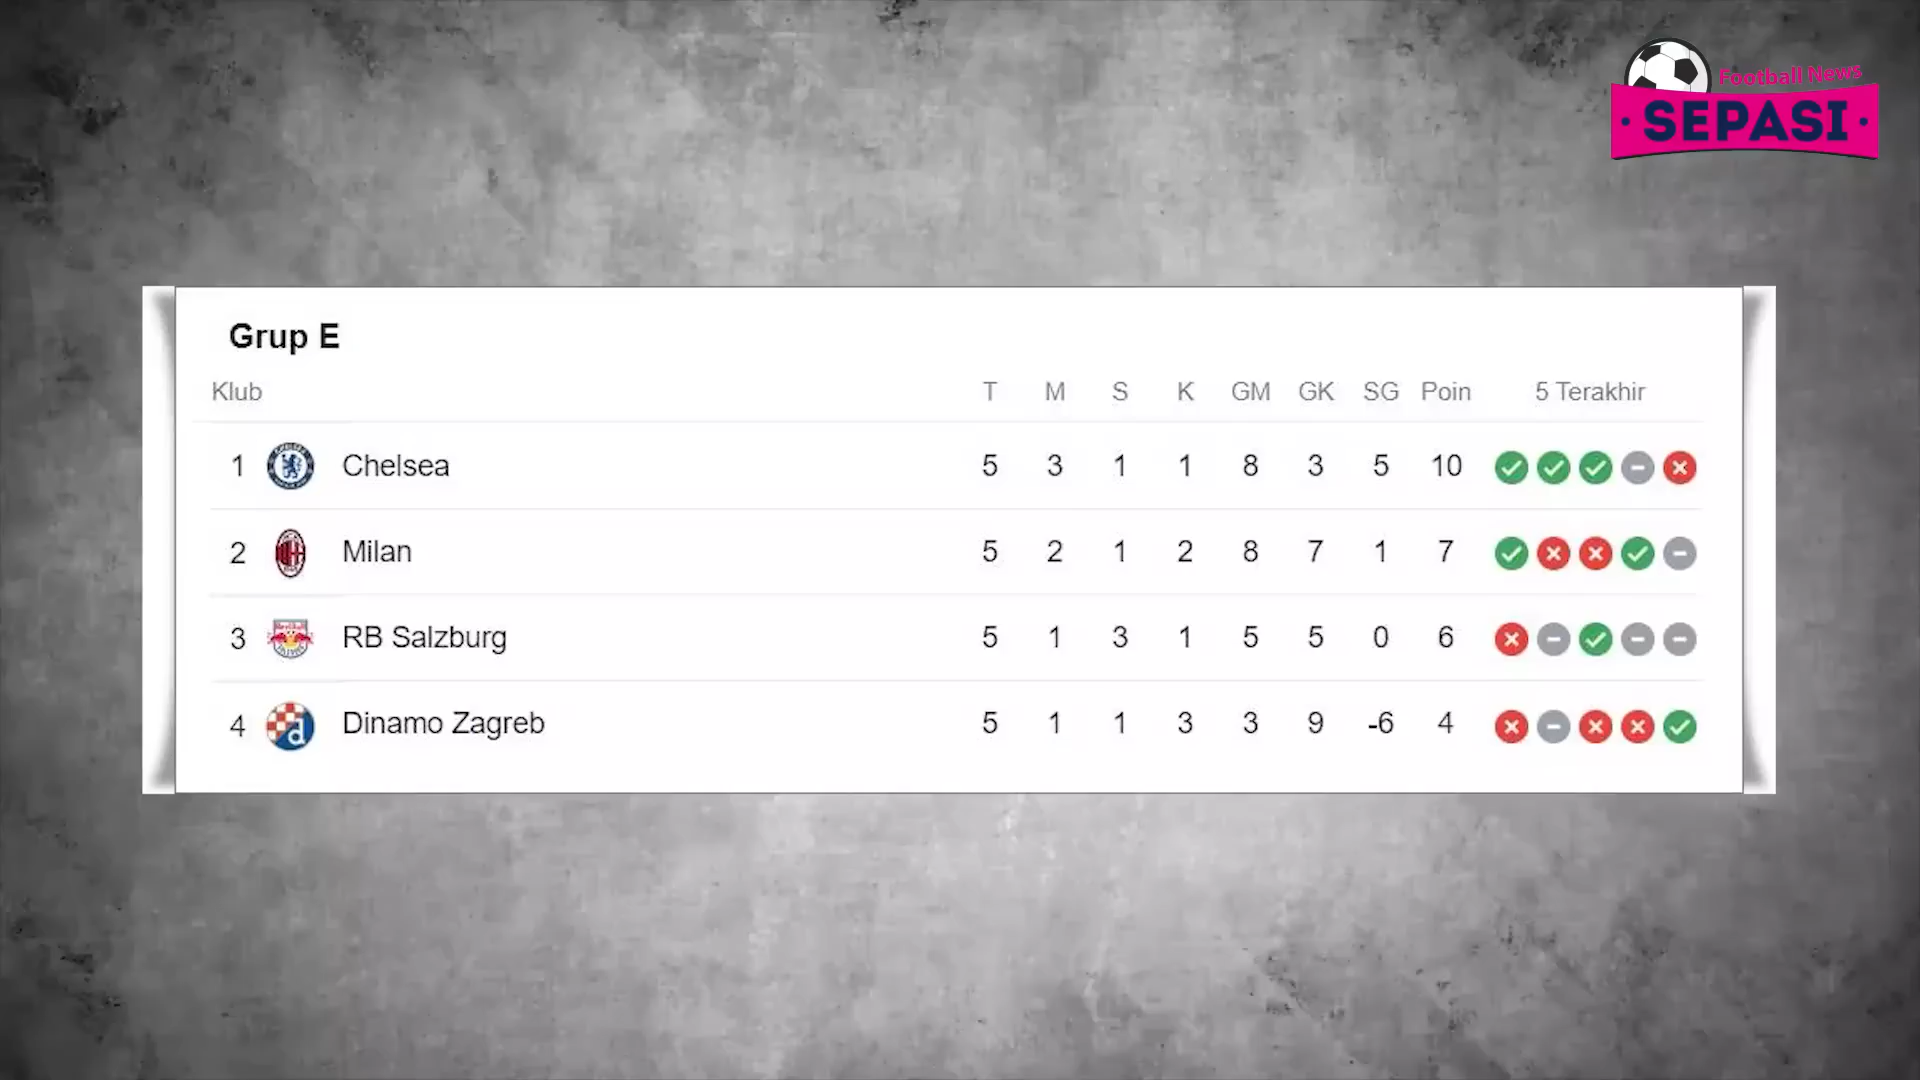 Football News
• SEPASI •
Grup E
Klub T M S K GM GK SG Poin 5 Terakhir
1 Chelsea 5 3 1 1 8 3 5 10
2 Milan 5 2 1 2 8 7 1 7
3 RB Salzburg 5 1 3 1 5 5 0 6
4 Dinamo Zagreb 5 1 1 3 3 9 -6 4